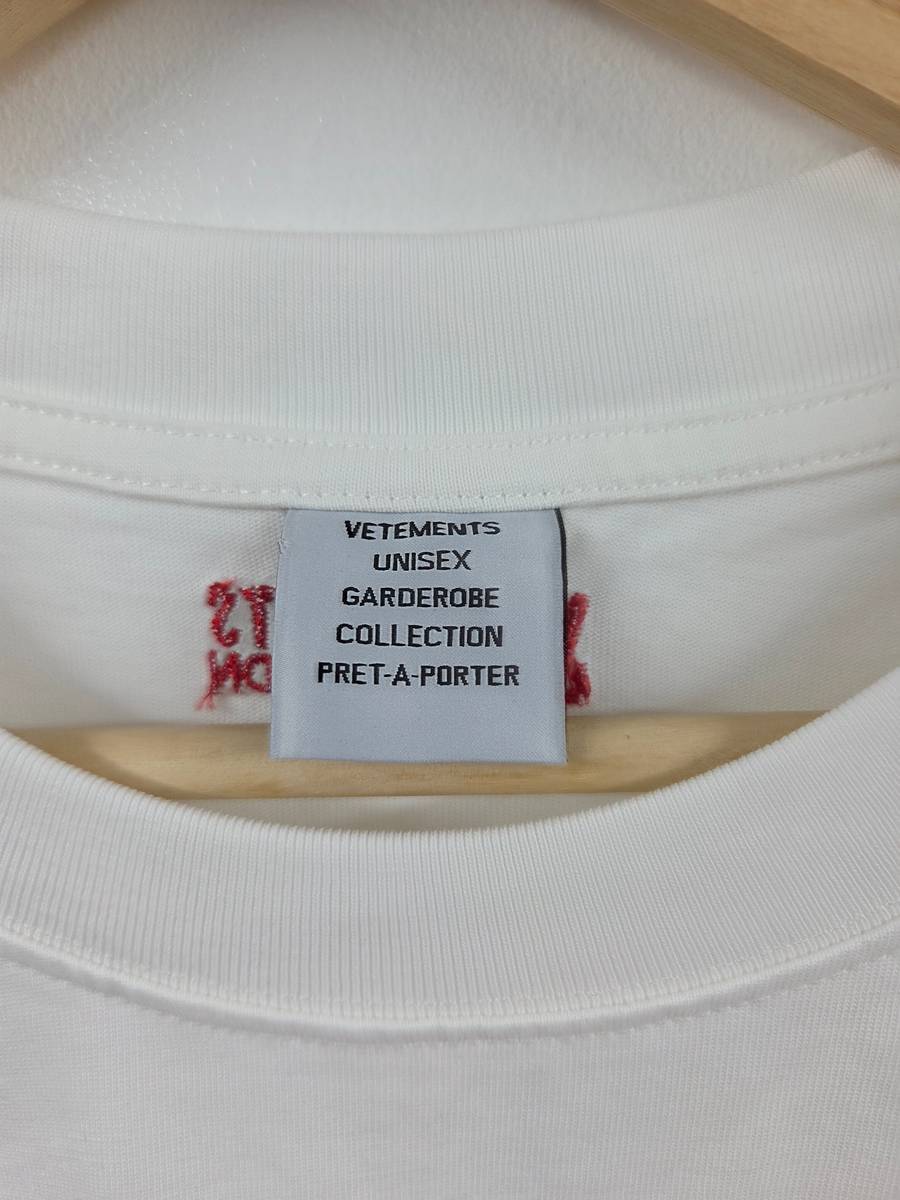 VETEMENTS
UNISEX
GARDEROBE
COLLECTION
PRET-A-PORTER